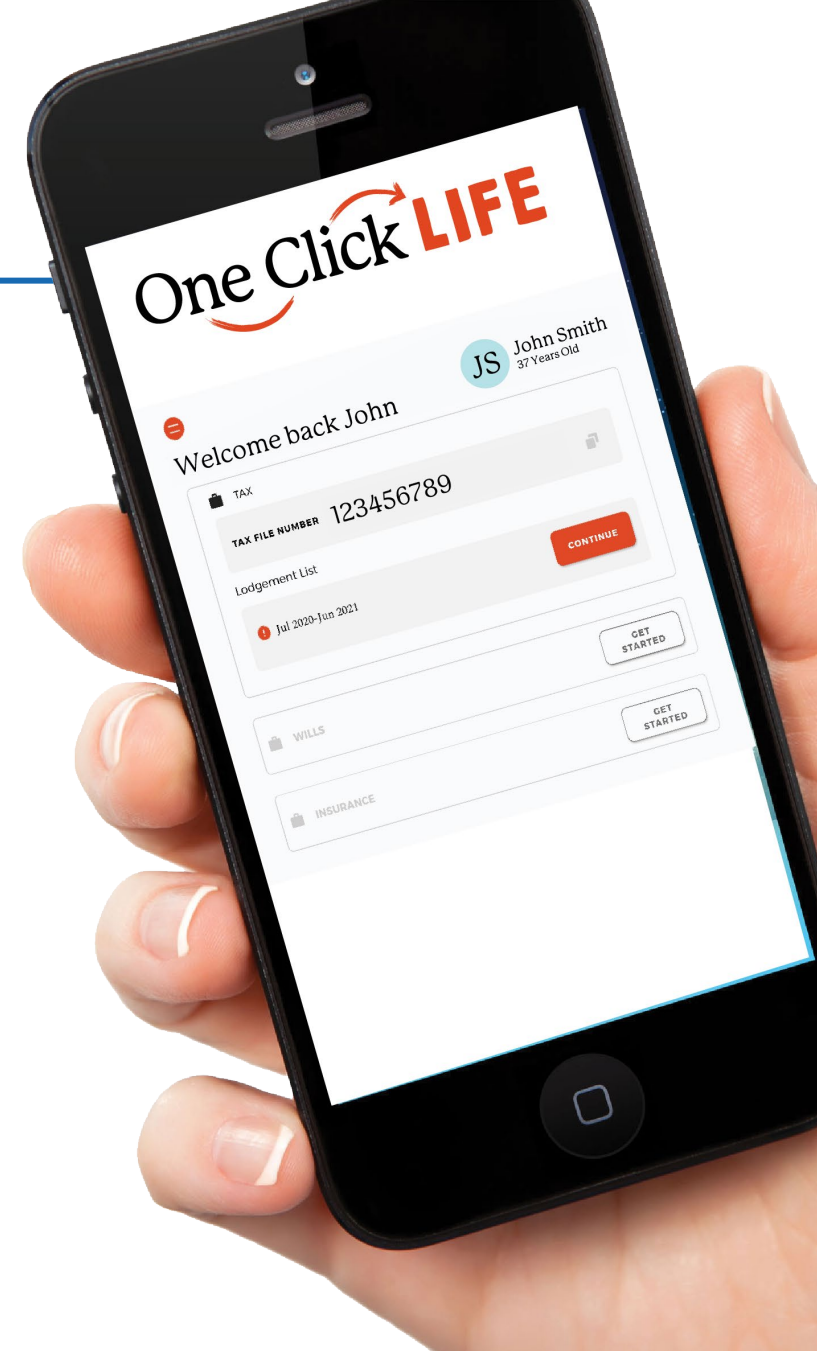 One Click LIFE
JS
John Smith
37 Years Old
Welcome back John
TAX
TAX FILE NUMBER 123456789
Lodgement List
! Jul 2020-Jun 2021
CONTINUE
WILLS
GET
STARTED
INSURANCE
GET
STARTED